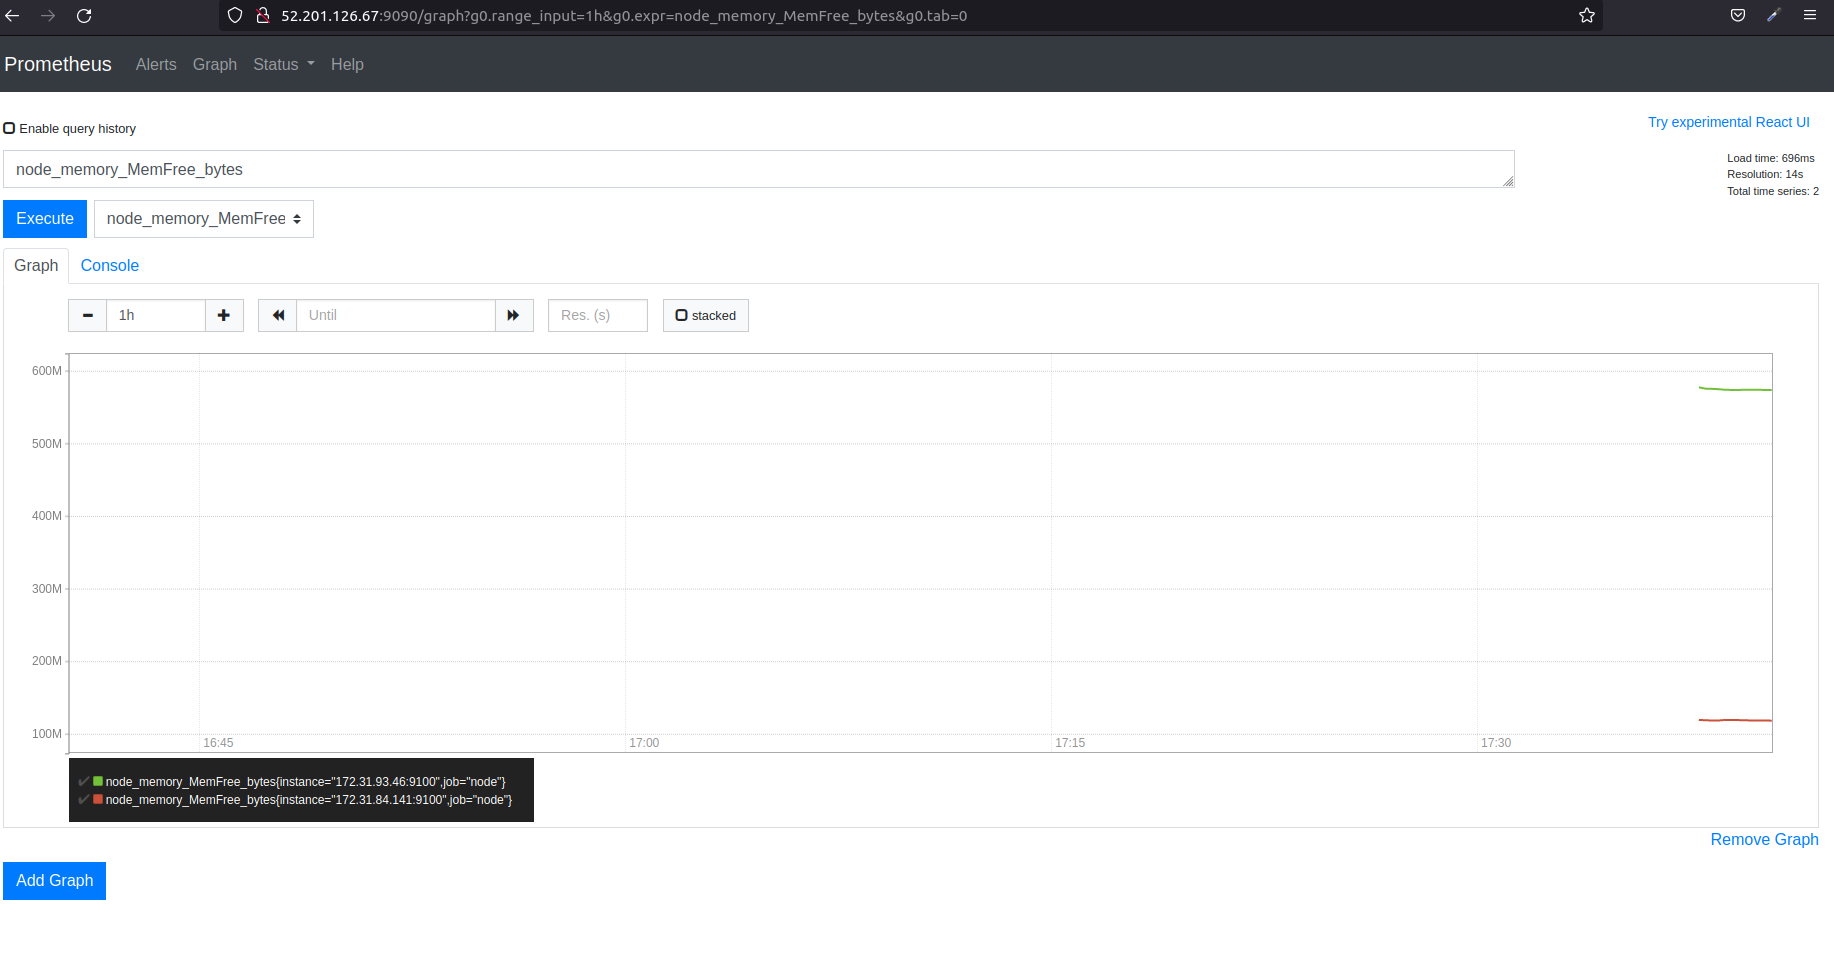 52.201.126.67:9090/graph?g0.range_input=1h&g0.expr=node_memory_MemFree_bytes&g0.tab=0
Prometheus Alerts Graph Status Help
Enable query history
Try experimental React UI
node_memory_MemFree_bytes
Load time: 696ms
Resolution: 14s
Total time series: 2
Execute node_memory_MemFree
Graph Console
1h Until Res. (s) stacked
600M
500M
400M
300M
200M
100M
16:45 17:00 17:15 17:30
node_memory_MemFree_bytes{instance="172.31.93.46:9100",job="node"}
node_memory_MemFree_bytes{instance="172.31.84.141:9100",job="node"}
Remove Graph
Add Graph